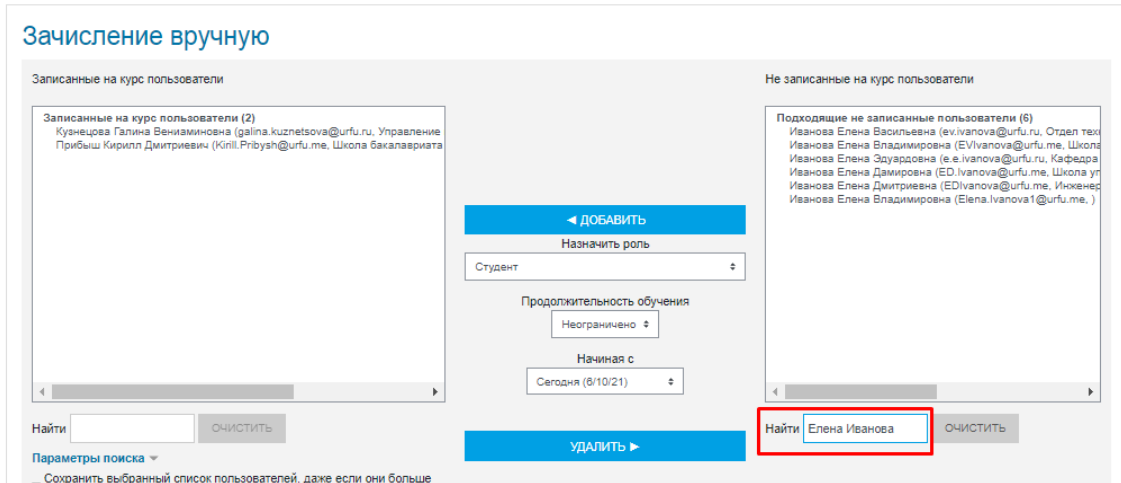 Зачисление вручную
Записанные на курс пользователи
Записанные на курс пользователи (2)
Кузнецова Галина Вениаминовна (galina.kuznetsova@urfu.ru, Управление
Прибыш Кирилл Дмитриевич (Kirill.Pribysh@urfu.me, Школа бакалавриата
Найти
ОЧИСТИТЬ
Параметры поиска
Сохранить выбранный список пользователей, даже если они больше
◄ ДОБАВИТЬ
Назначить роль
Студент
Продолжительность обучения
Неограничено
Начиная с
Сегодня (6/10/21)
УДАЛИТЬ ►
Не записанные на курс пользователи
Подходящие не записанные пользователи (6)
Иванова Елена Васильевна (ev.ivanova@urfu.ru, Отдел тех
Иванова Елена Владимировна (EVIvanova@urfu.me, Школа
Иванова Елена Эдуардовна (e.e.ivanova@urfu.ru, Кафедра
Иванова Елена Дамировна (ED.Ivanova@urfu.me, Школа уп
Иванова Елена Дмитриевна (EDIvanova@urfu.me, Инженер
Иванова Елена Владимировна (Elena.Ivanova1@urfu.me, )
Найти Елена Иванова ОЧИСТИТЬ